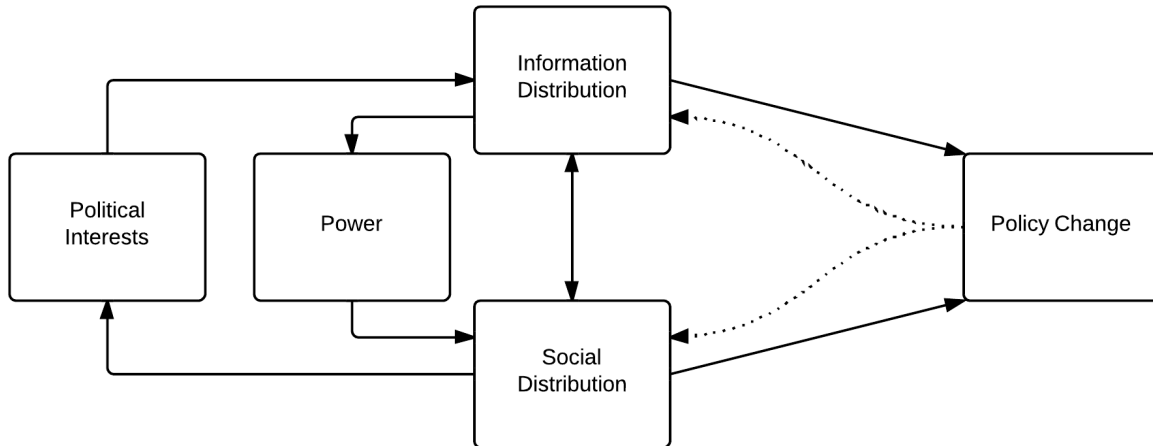 Information
Distribution
Political
Interests
Power
Policy Change
Social
Distribution